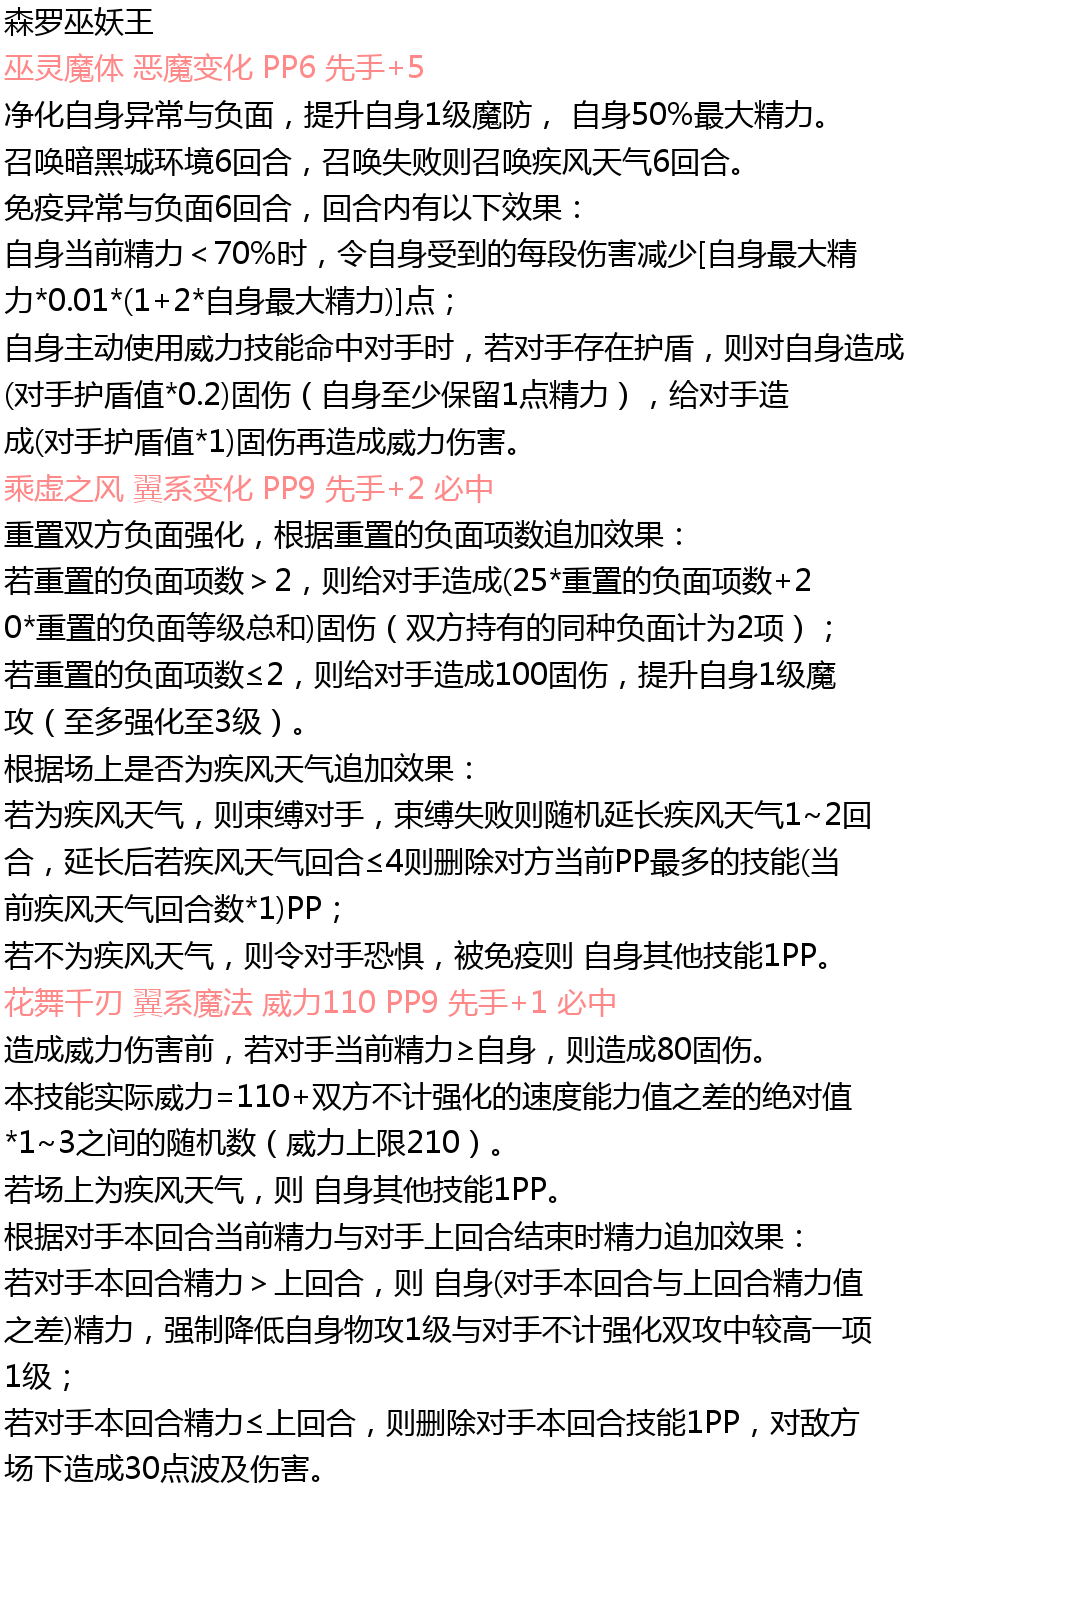 森罗巫妖王
巫灵魔体 恶魔变化 PP6 先手+5
净化自身异常与负面，提升自身1级魔防， 自身50%最大精力。
召唤暗黑城环境6回合，召唤失败则召唤疾风天气6回合。
免疫异常与负面6回合，回合内有以下效果：
自身当前精力＜70%时，令自身受到的每段伤害减少[自身最大精
力*0.01*(1+2*自身最大精力)]点；
自身主动使用威力技能命中对手时，若对手存在护盾，则对自身造成
(对手护盾值*0.2)固伤（自身至少保留1点精力），给对手造
成(对手护盾值*1)固伤再造成威力伤害。
乘虚之风 翼系变化 PP9 先手+2 必中
重置双方负面强化，根据重置的负面项数追加效果：
若重置的负面项数＞2，则给对手造成(25*重置的负面项数+2
0*重置的负面等级总和)固伤（双方持有的同种负面计为2项）；
若重置的负面项数≤2，则给对手造成100固伤，提升自身1级魔
攻（至多强化至3级）。
根据场上是否为疾风天气追加效果：
若为疾风天气，则束缚对手，束缚失败则随机延长疾风天气1~2回
合，延长后若疾风天气回合≤4则删除对方当前PP最多的技能(当
前疾风天气回合数*1)PP；
若不为疾风天气，则令对手恐惧，被免疫则 自身其他技能1PP。
花舞千刃 翼系魔法 威力110 PP9 先手+1 必中
造成威力伤害前，若对手当前精力≥自身，则造成80固伤。
本技能实际威力=110+双方不计强化的速度能力值之差的绝对值
*1~3之间的随机数（威力上限210）。
若场上为疾风天气，则 自身其他技能1PP。
根据对手本回合当前精力与对手上回合结束时精力追加效果：
若对手本回合精力＞上回合，则 自身(对手本回合与上回合精力值
之差)精力，强制降低自身物攻1级与对手不计强化双攻中较高一项
1级；
若对手本回合精力≤上回合，则删除对手本回合技能1PP，对敌方
场下造成30点波及伤害。